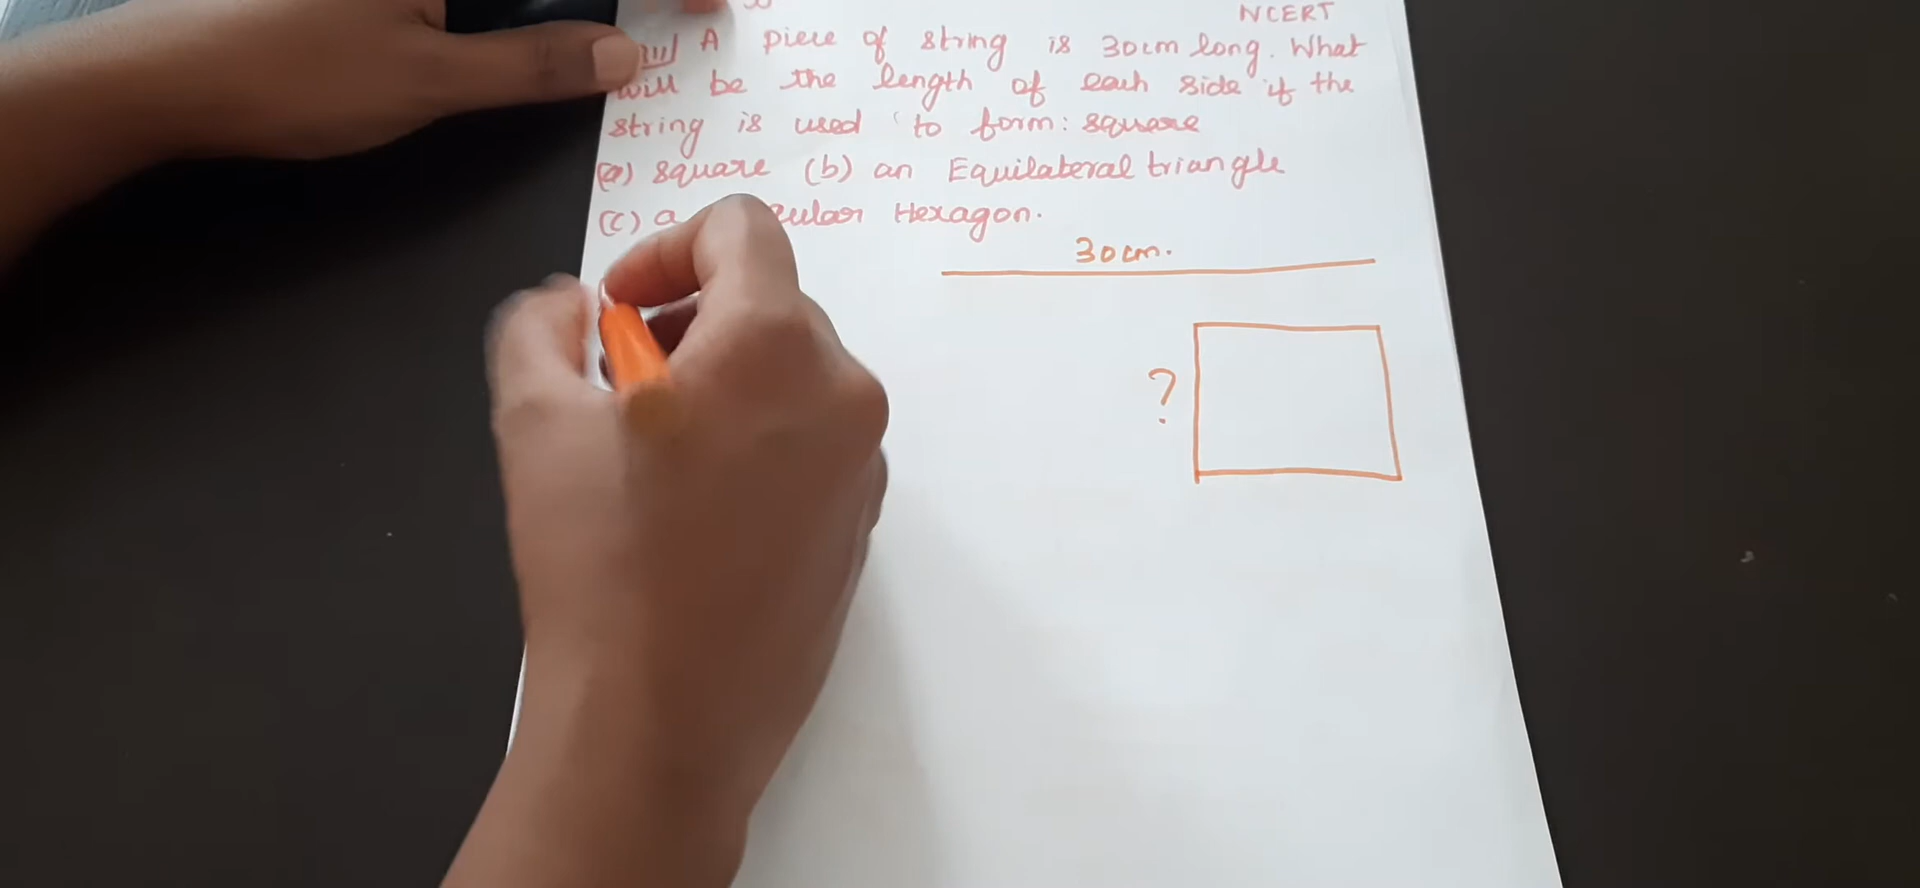 NCERT
A piece of string is 30cm long. What
will be the length of each side if the
string is used to form: square
(a) square (b) an Equilateral triangle
(c) a Hexagon.
30cm.
?